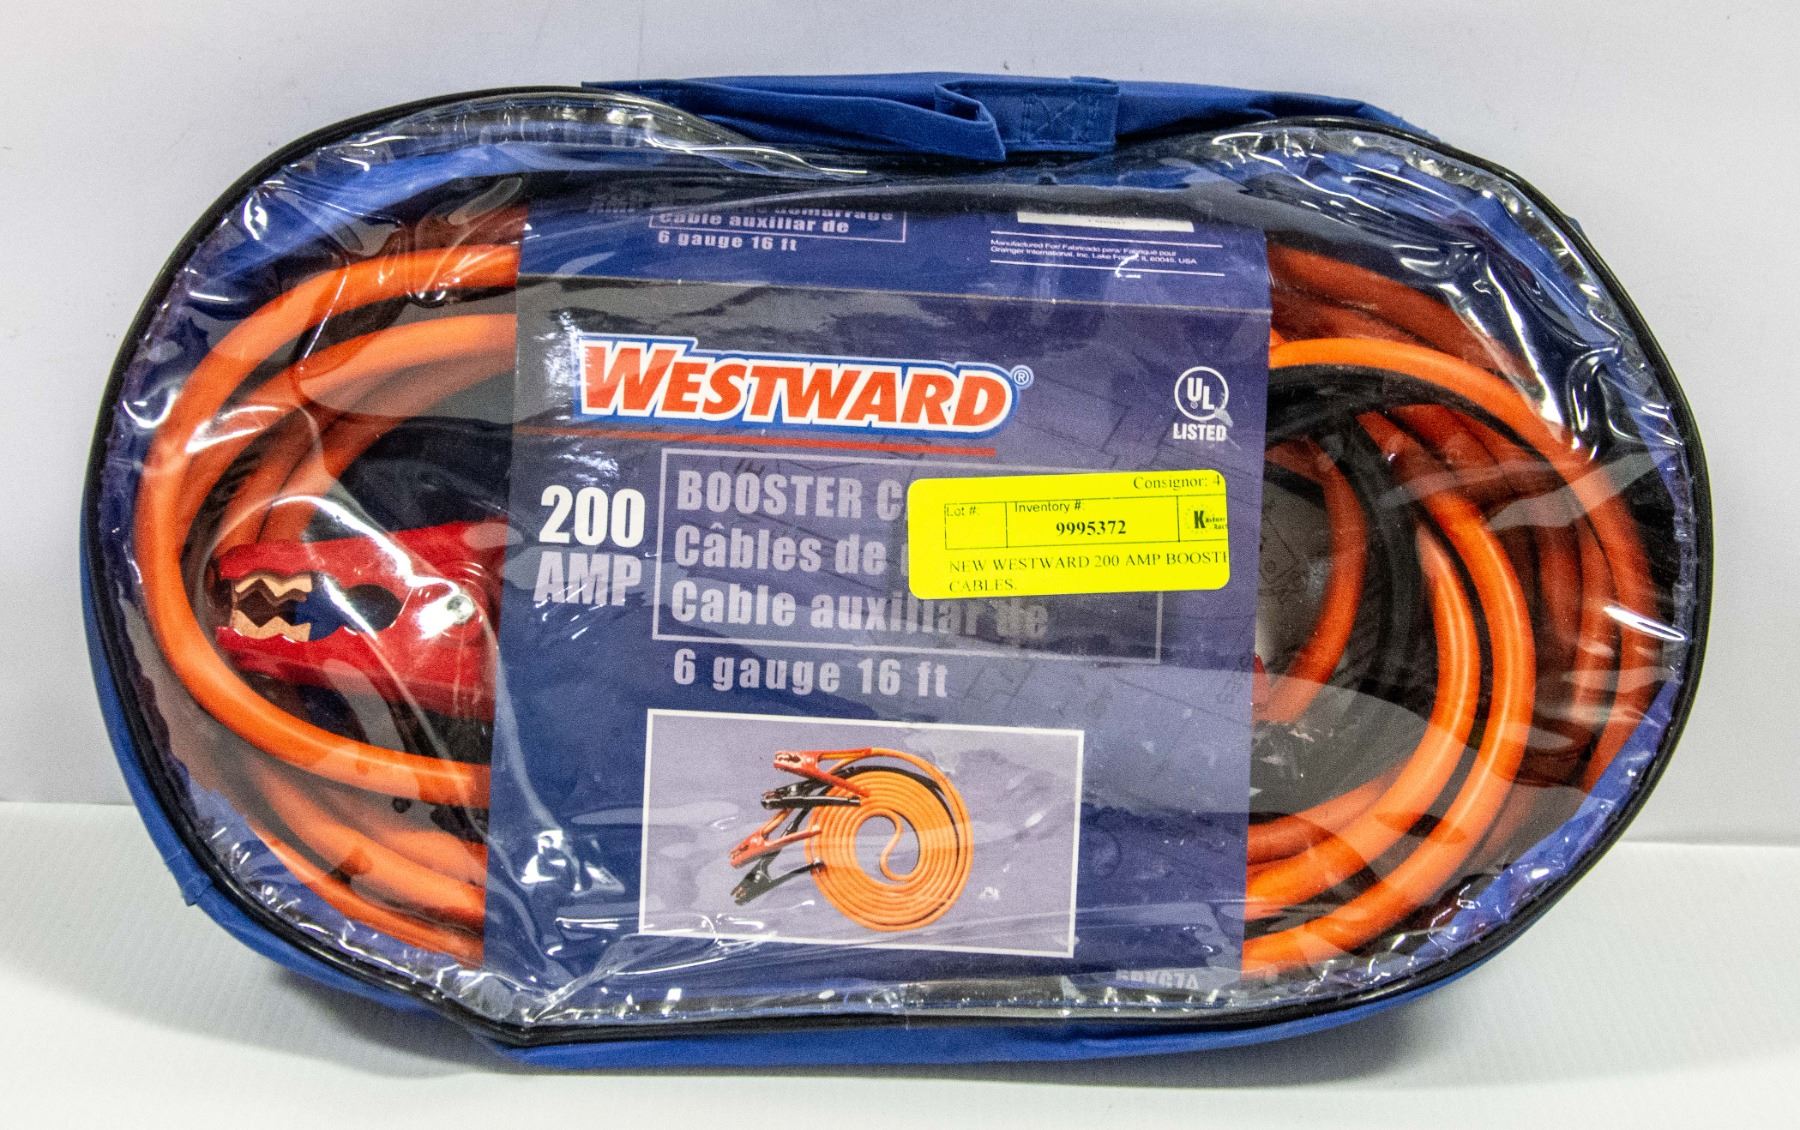 démarrage
Cable auxiliar de
6 gauge 16 ft
Manufactured For/ Fabricado para/ Fabriqué pour
Grainger International, Inc. Lake Forest, IL 60045. USA
WESTWARD®
UL
LISTED
200
AMP
BOOSTER C
Câbles de
Cable auxiliar de
6 gauge 16 ft
Consignor: 4
Lot #:
Inventory #:
9995372
NEW WESTWARD 200 AMP BOOSTE
CABLES.